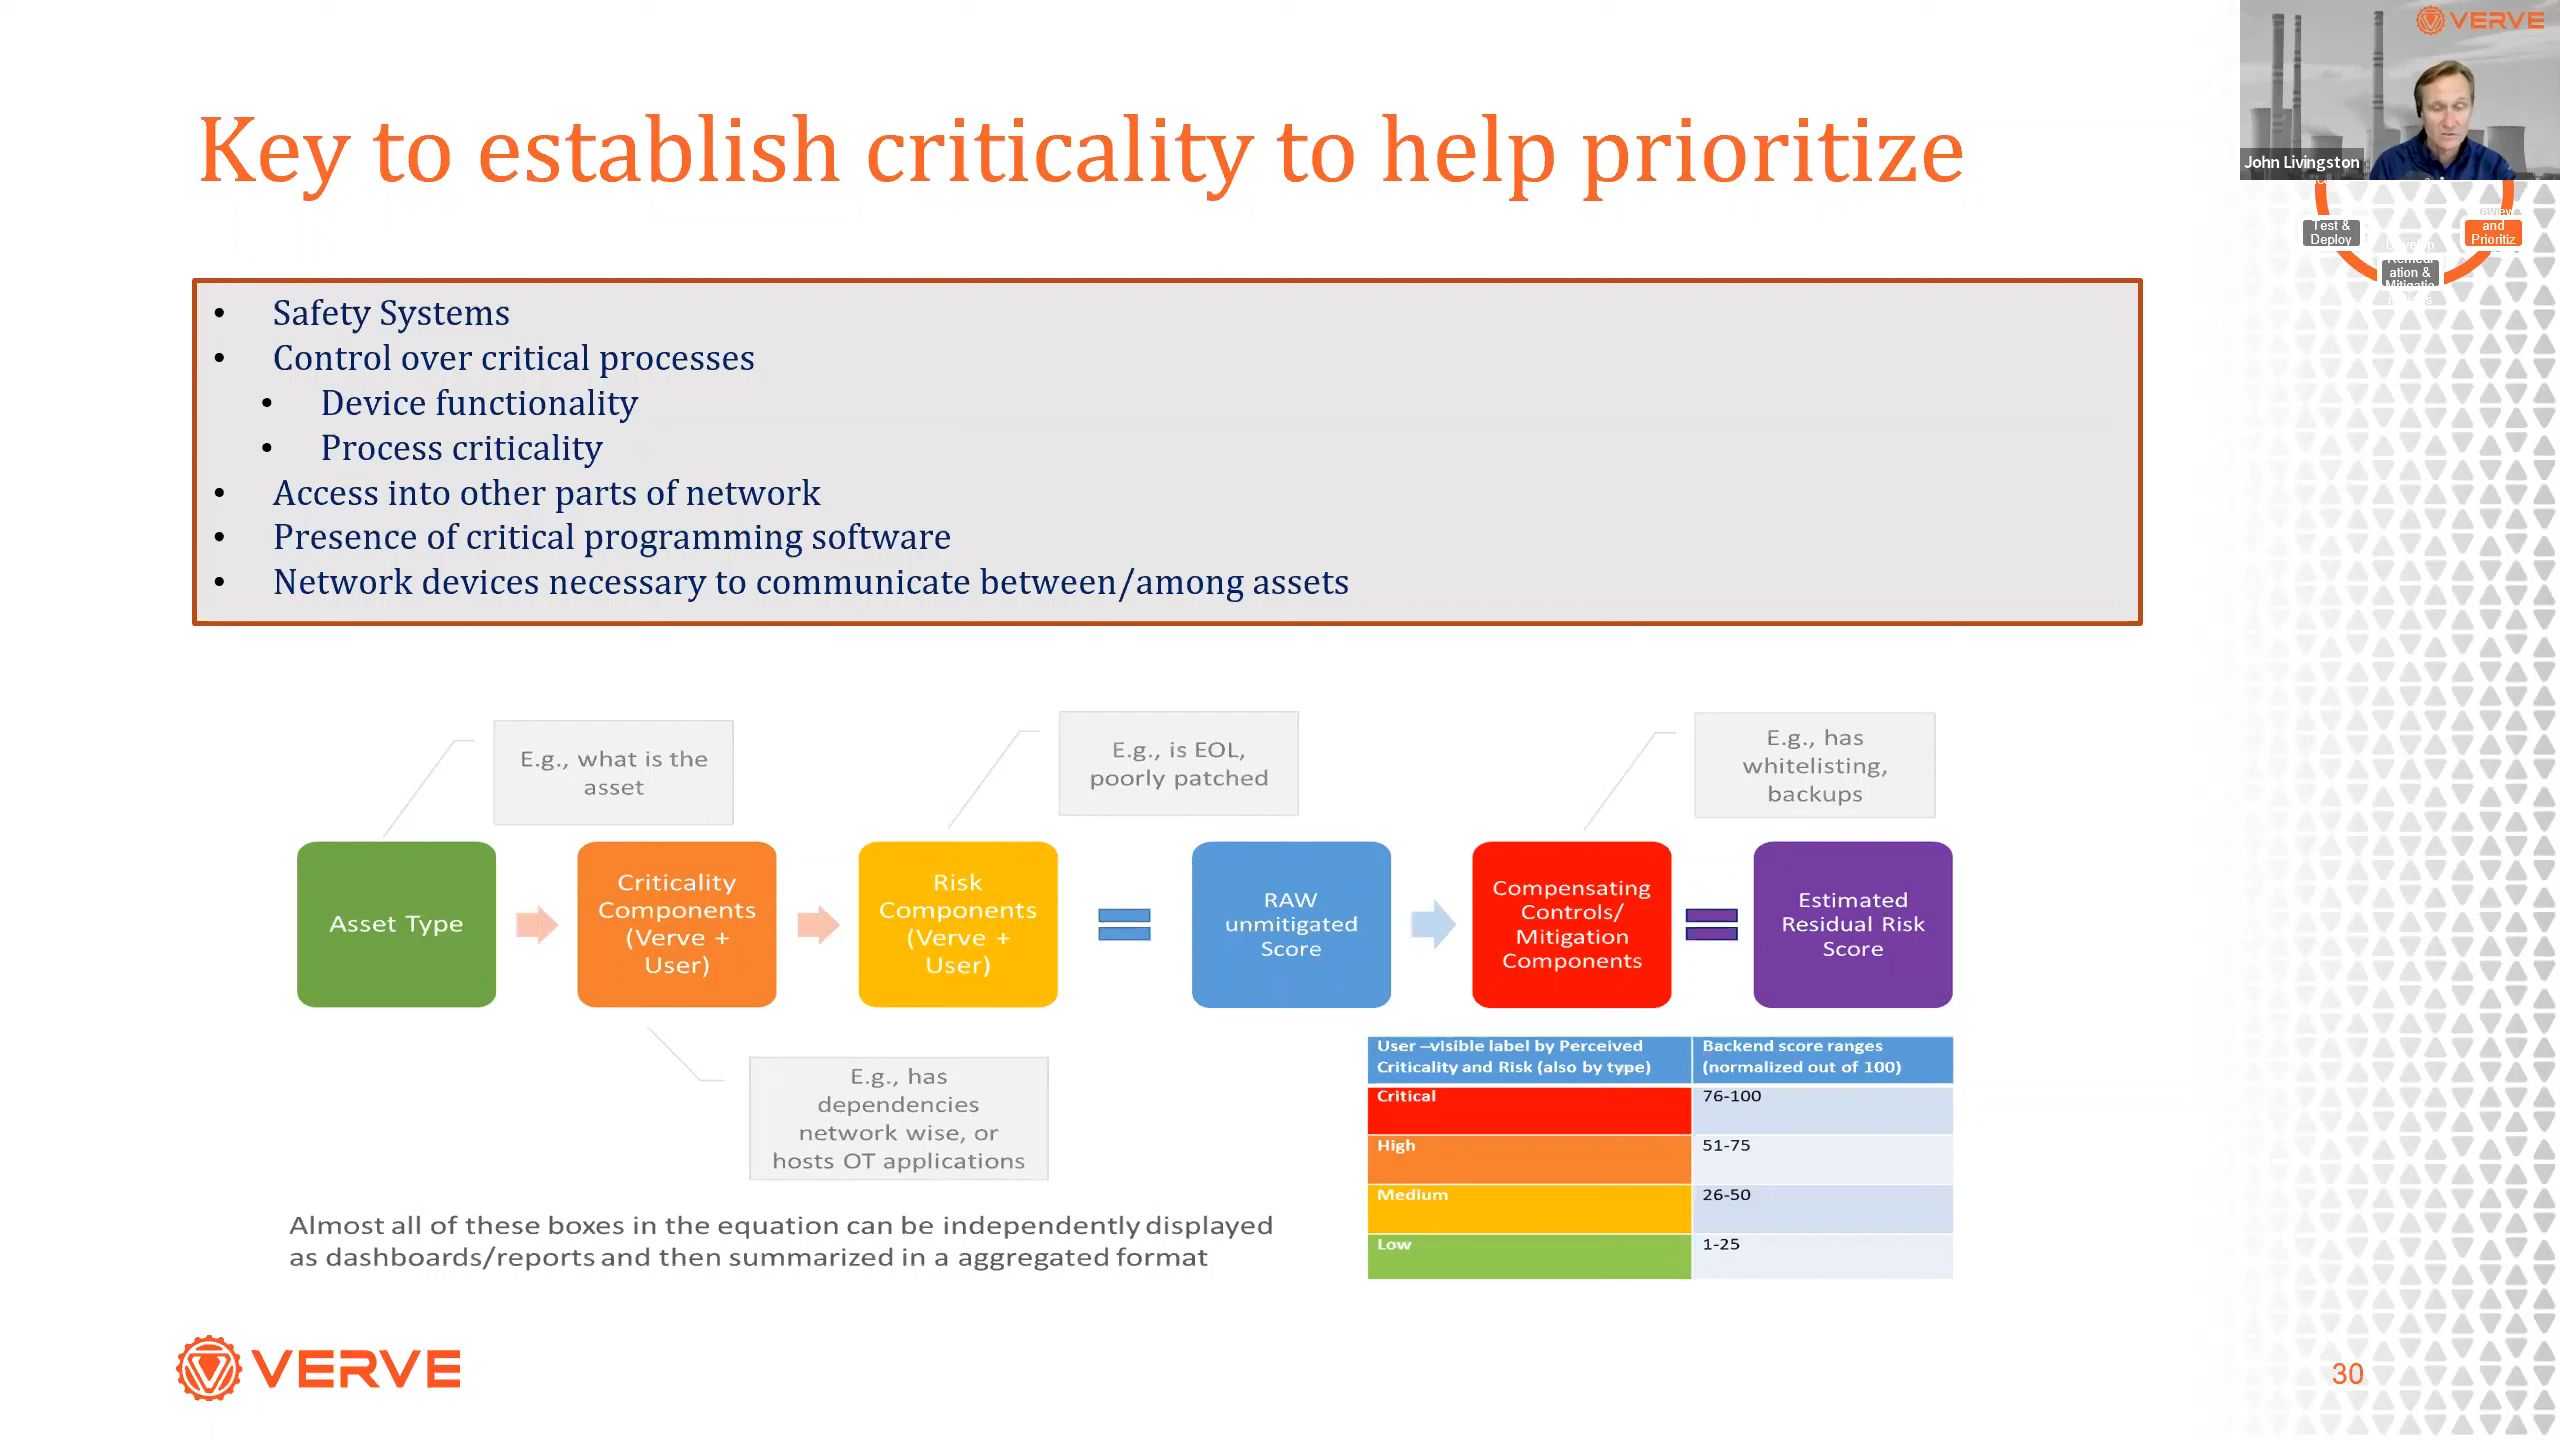 VERVE
Key to establish criticality to help prioritize
John Livingston
Test &
Deploy
and
Prioritiz
ation &
• Safety Systems
• Control over critical processes
• Device functionality
• Process criticality
• Access into other parts of network
• Presence of critical programming software
• Network devices necessary to communicate between/among assets
E.g., what is the
asset
E.g., is EOL,
poorly patched
E.g., has
whitelisting,
backups
Asset Type
Criticality
Components
(Verve +
User)
Risk
Components
(Verve +
User)
RAW
unmitigated
Score
Compensating
Controls/
Mitigation
Components
Estimated
Residual Risk
Score
E.g., has
dependencies
network wise, or
hosts OT applications
User –visible label by Perceived
Criticality and Risk (also by type)
Backend score ranges
(normalized out of 100)
Critical
76-100
High
51-75
Medium
26-50
Low
1-25
Almost all of these boxes in the equation can be independently displayed
as dashboards/reports and then summarized in a aggregated format
VERVE
30